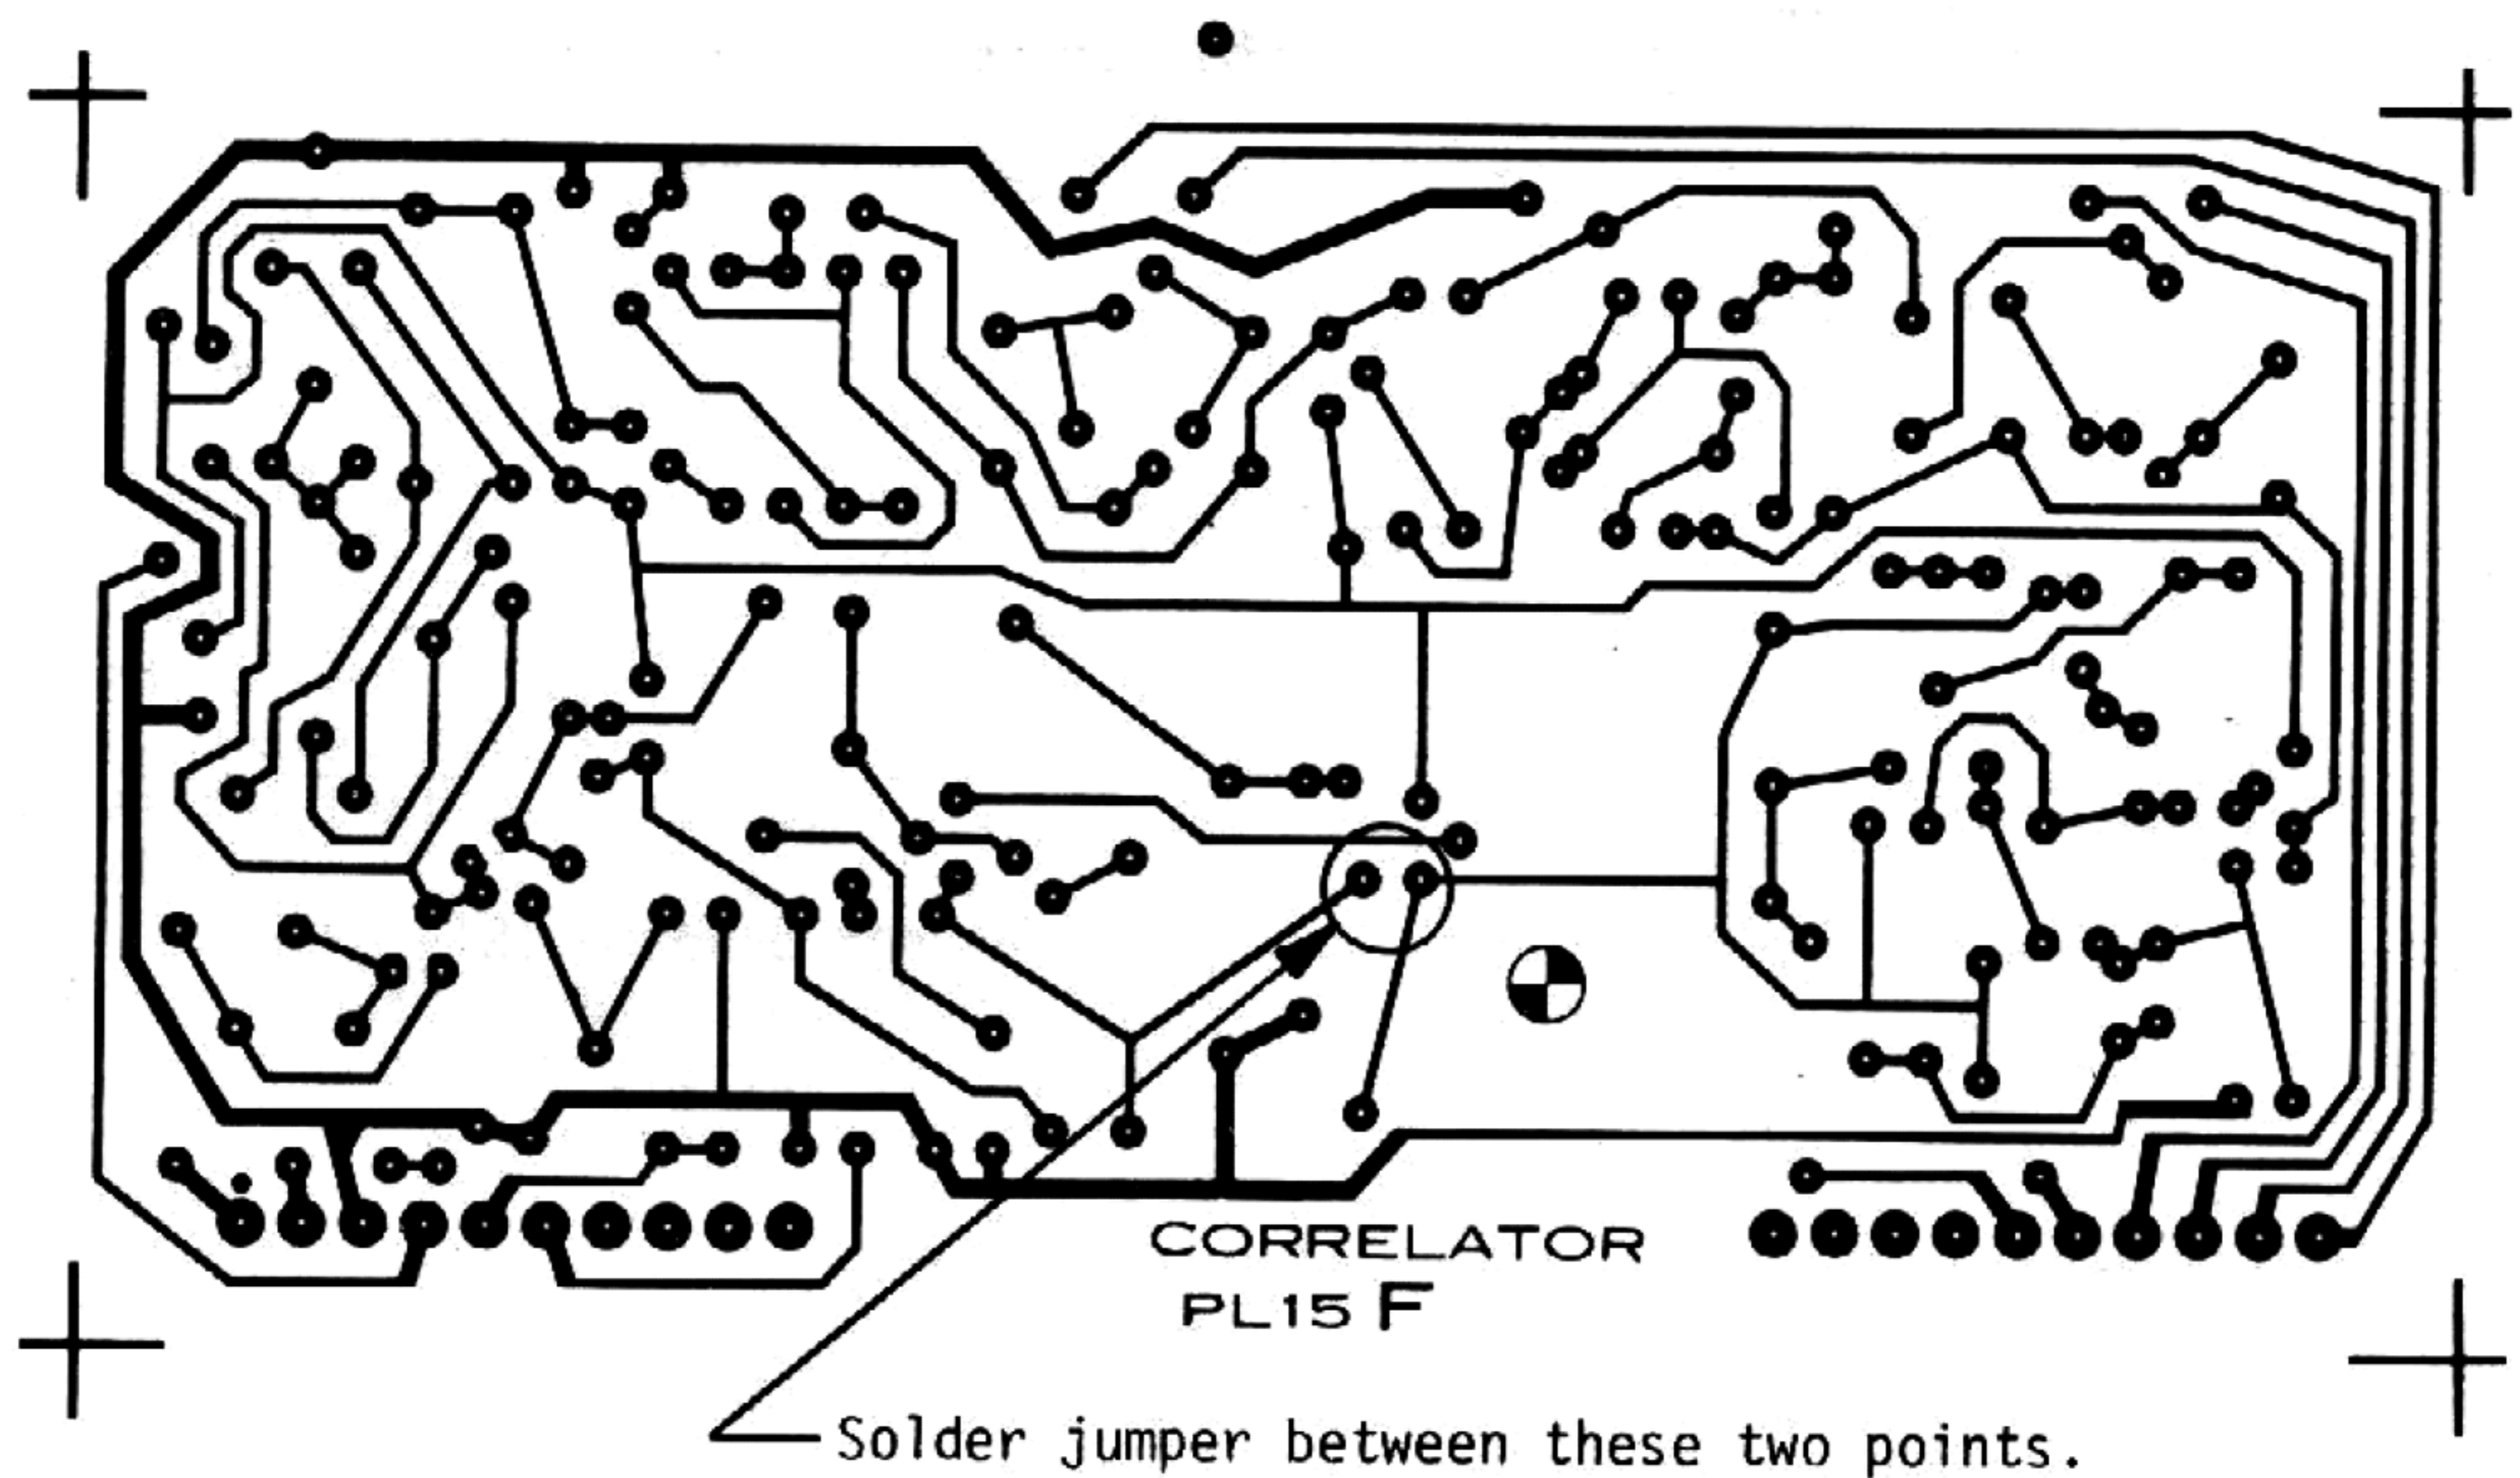 CORRELATOR
PL15 F
Solder jumper between these two points.